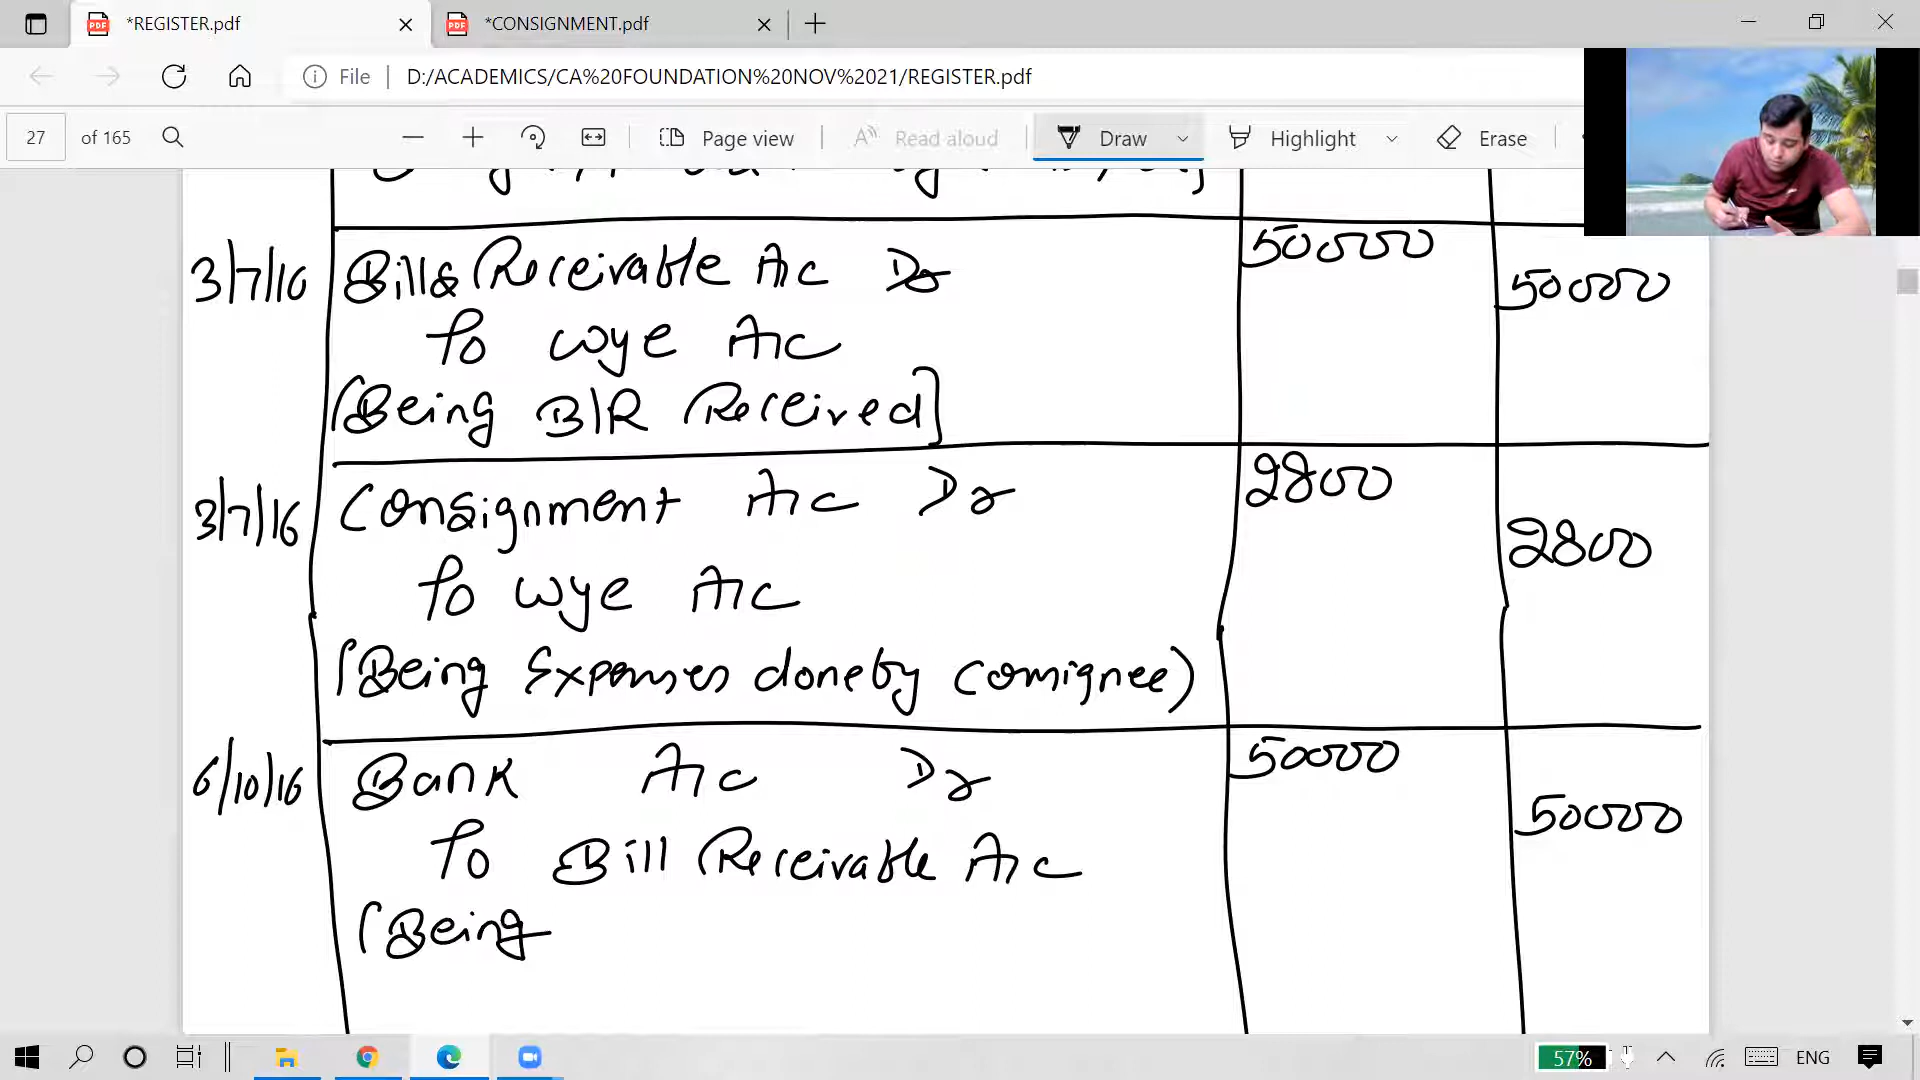 *REGISTER.pdf
*CONSIGNMENT.pdf
File D:/ACADEMICS/CA%20FOUNDATION%20NOV%2021/REGISTER.pdf
27 of 165 Page view Read aloud Draw Highlight Erase
3/7/16 Bills Receivable A/c Dr 50000
To wye A/c 50000
[Being B/R Received]
3/7/16 Consignment A/c Dr 2800
To wye A/c 2800
(Being Expenses done by consignee)
6/10/16 Bank A/c Dr 50000
To Bill Receivable A/c 50000
(Being
57% ENG